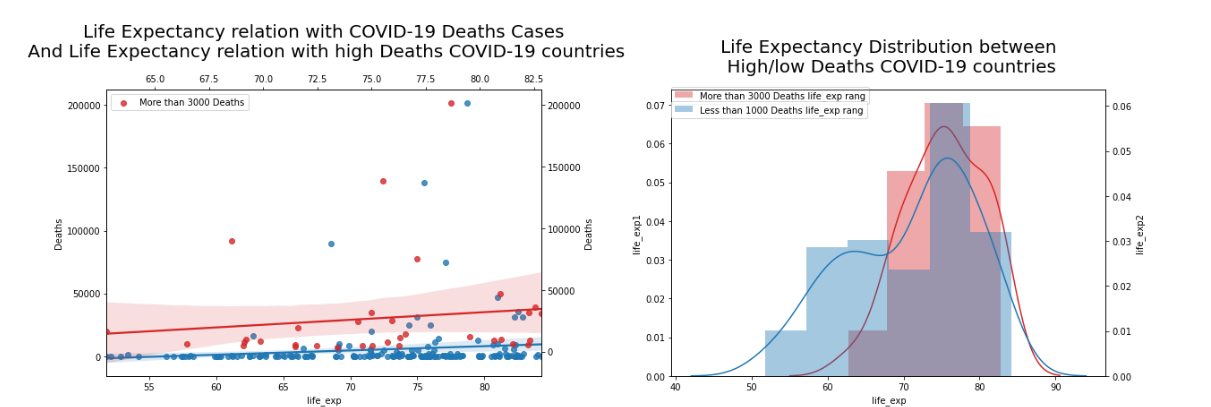 Life Expectancy relation with COVID-19 Deaths Cases
And Life Expectancy relation with high Deaths COVID-19 countries
65.0 67.5 69.0 70.0 72.5 75.0 77.5 80.0 82.5
More than 3000 Deaths
200000
150000
100000
50000
0
Deaths
200000
150000
100000
50000
0
Deaths
55 60 65 70 75 80
life_exp
Life Expectancy Distribution between
High/low Deaths COVID-19 countries
More than 3000 Deaths life_exp rang
Less than 1000 Deaths life_exp rang
0.07
0.06
0.05
0.04
0.03
0.02
0.01
0.00
life_exp1
0.06
0.05
0.04
0.03
0.02
0.01
0.00
life_exp2
40 50 60 70 80 90
life_exp